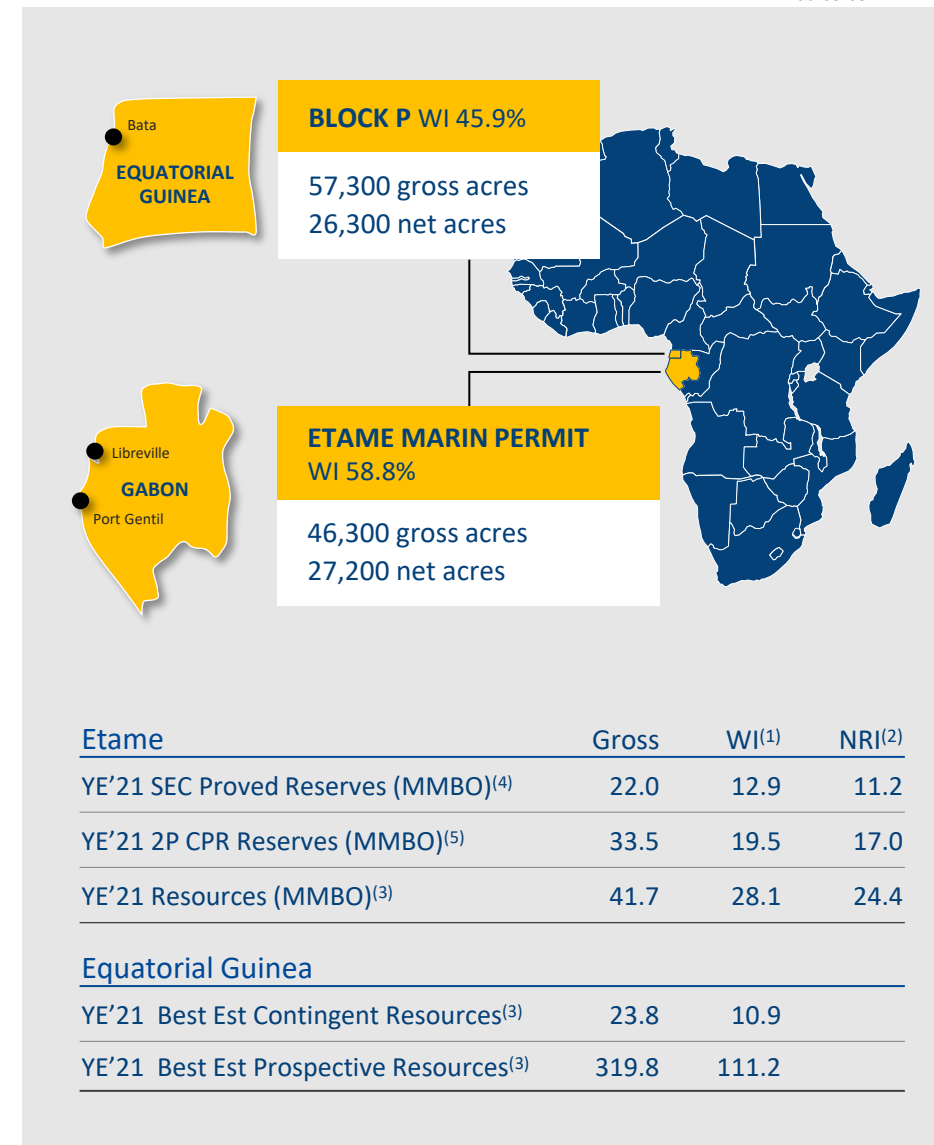 Bata
EQUATORIAL
GUINEA
BLOCK P WI 45.9%
57,300 gross acres
26,300 net acres
Libreville
GABON
Port Gentil
ETAME MARIN PERMIT
WI 58.8%
46,300 gross acres
27,200 net acres
Etame Gross WI(1) NRI(2)
YE’21 SEC Proved Reserves (MMBO)(4) 22.0 12.9 11.2
YE’21 2P CPR Reserves (MMBO)(5) 33.5 19.5 17.0
YE’21 Resources (MMBO)(3) 41.7 28.1 24.4
Equatorial Guinea
YE’21 Best Est Contingent Resources(3) 23.8 10.9
YE’21 Best Est Prospective Resources(3) 319.8 111.2